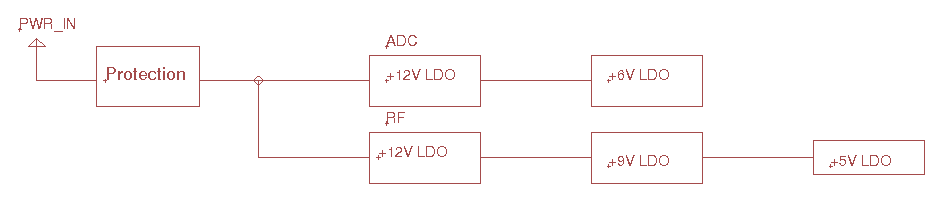 PWR_IN
Protection
ADC
+12V LDO
+6V LDO
RF
+12V LDO
+9V LDO
+5V LDO